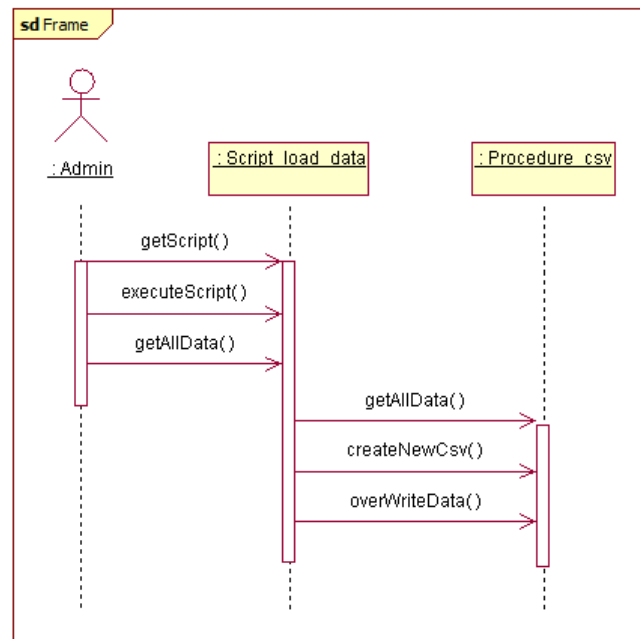 sd Frame
: Admin
: Script_load_data
: Procedure_csv
getScript()
executeScript()
getAllData()
getAllData()
createNewCsv()
overWriteData()